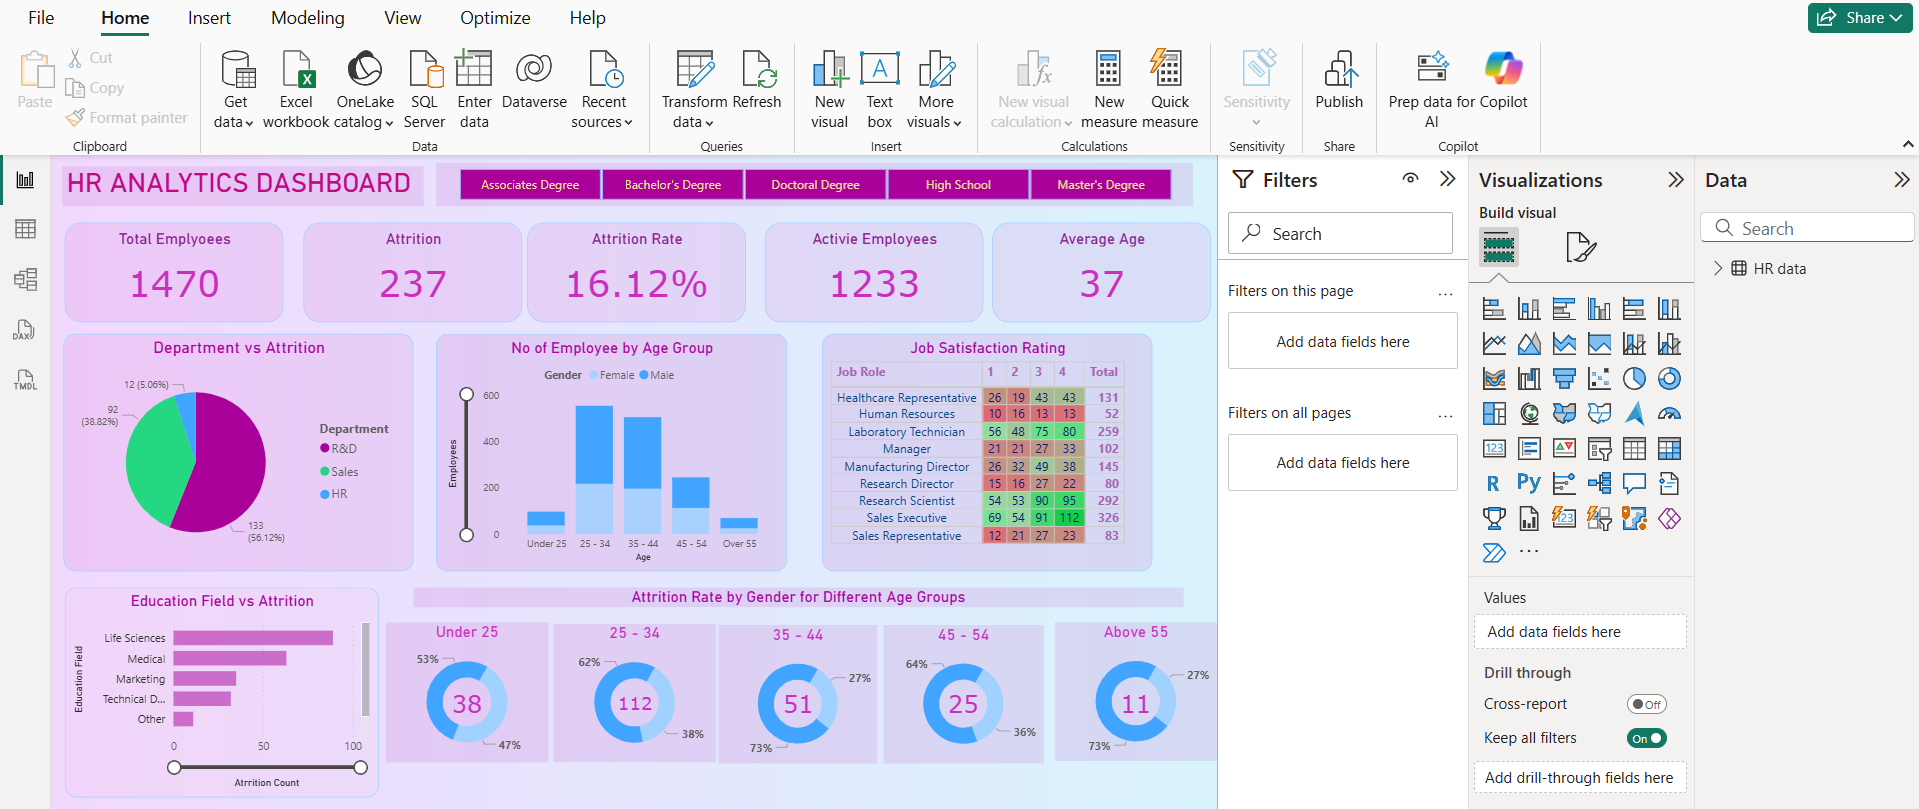 File Home Insert Modeling View Optimize Help Share
Paste
Cut
Copy
Format painter
Clipboard
Get data
Excel workbook
OneLake catalog
SQL Server
Enter data
Dataverse
Recent sources
Data
Transform data
Refresh
Queries
New visual
Text box
More visuals
Insert
New visual calculation
New measure
Quick measure
Calculations
Sensitivity
Sensitivity
Publish
Share
Prep data for AI
Copilot
Copilot
DAX
TMDL
HR ANALYTICS DASHBOARD
Associates Degree
Bachelor's Degree
Doctoral Degree
High School
Master's Degree
Total Emplyoees
1470
Attrition
237
Attrition Rate
16.12%
Activie Employees
1233
Average Age
37
Department vs Attrition
12 (5.06%)
92
(38.82%)
133
(56.12%)
Department
R&D
Sales
HR
No of Employee by Age Group
Gender Female Male
Employees
600
400
200
0
Under 25 25 - 34 35 - 44 45 - 54 Over 55
Age
Job Satisfaction Rating
Job Role 1 2 3 4 Total
Healthcare Representative 26 19 43 43 131
Human Resources 10 16 13 13 52
Laboratory Technician 56 48 75 80 259
Manager 21 21 27 33 102
Manufacturing Director 26 32 49 38 145
Research Director 15 16 27 22 80
Research Scientist 54 53 90 95 292
Sales Executive 69 54 91 112 326
Sales Representative 12 21 27 23 83
Education Field vs Attrition
Education Field
Life Sciences
Medical
Marketing
Technical D...
Other
0 50 100
Atrrition Count
Attrition Rate by Gender for Different Age Groups
Under 25
53%
38
47%
25 - 34
62%
112
38%
35 - 44
27%
51
73%
45 - 54
64%
25
36%
Above 55
27%
11
73%
Filters
Search
Filters on this page ...
Add data fields here
Filters on all pages ...
Add data fields here
Visualizations
Build visual
123
R Py
123
...
Values
Add data fields here
Drill through
Cross-report Off
Keep all filters On
Add drill-through fields here
Data
Search
HR data